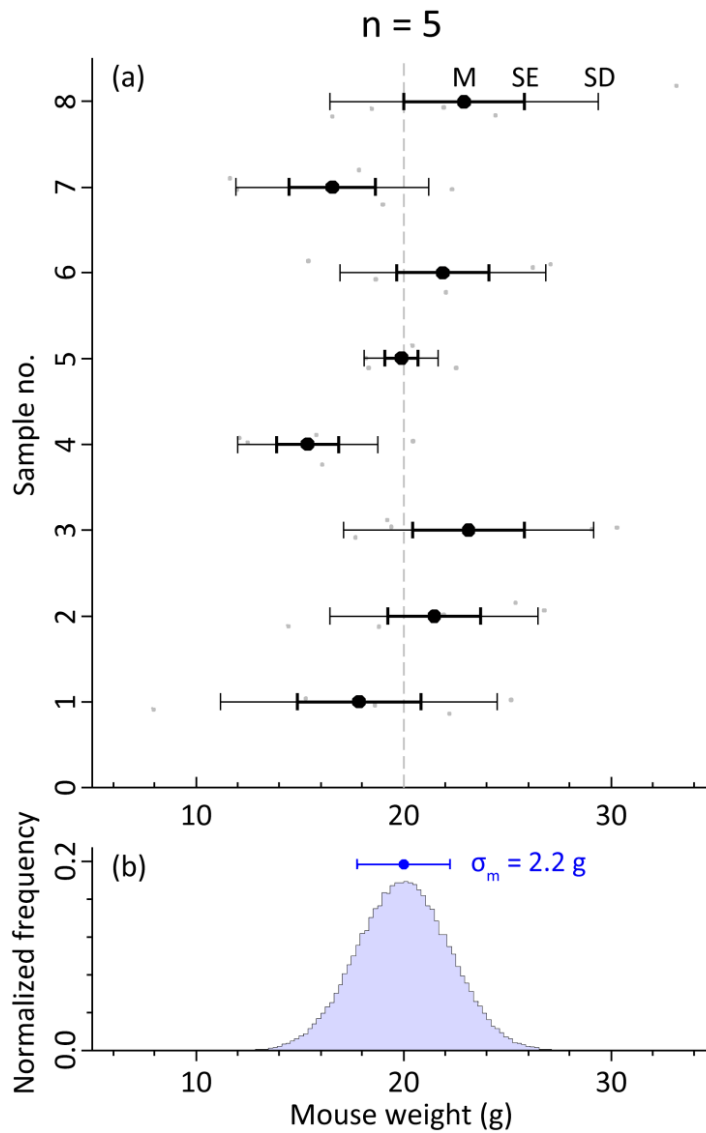 n = 5
(a)
M SE SD
8
7
6
5
4
3
2
1
0
Sample no.
10 20 30
(b)
σm = 2.2 g
0.2
0.0
Normalized frequency
10 20 30
Mouse weight (g)